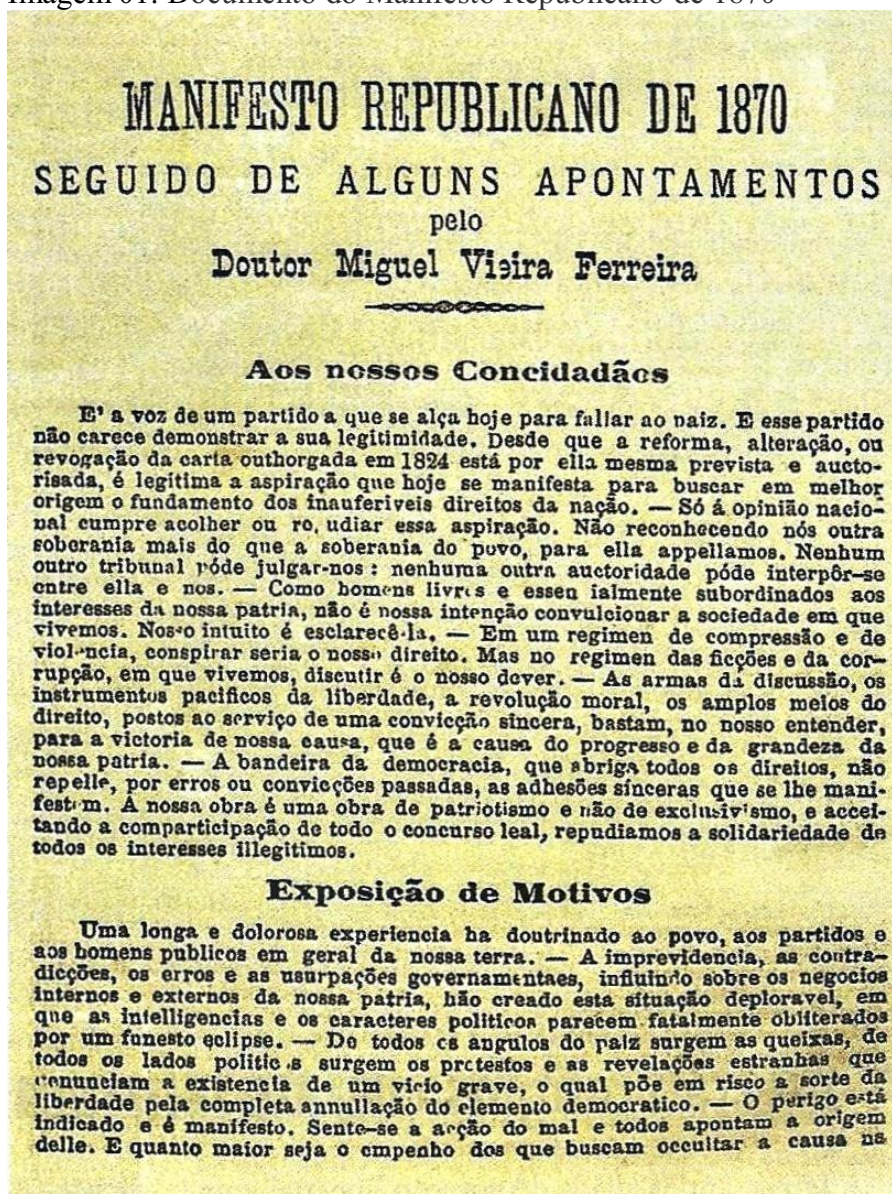 Imagem 01: Documento do Manifesto Republicano de 1870
MANIFESTO REPUBLICANO DE 1870
SEGUIDO DE ALGUNS APONTAMENTOS
pelo
Doutor Miguel Vieira Ferreira
Aos nossos Concidadãos
E' a voz de um partido a que se alça hoje para fallar ao paiz. E esse partido
não carece demonstrar a sua legitimidade. Desde que a reforma, alteração, ou
revogação da carta outhorgada em 1824 está por ella mesma prevista e aucto-
risada, é legitima a aspiração que hoje se manifesta para buscar em melhor
origem o fundamento dos inauferiveis direitos da nação. — Só á opinião nacio-
nal cumpre acolher ou re, udiar essa aspiração. Não reconhecendo nós outra
soberania mais do que a soberania do povo, para ella appellamos. Nenhum
outro tribunal póde julgar-nos : nenhuma outra auctoridade póde interpôr-se
entre ella e nos. — Como homens livres e essen ialmente subordinados aos
interesses da nossa patria, não é nossa intenção convulcionar a sociedade em que
vivemos. Nosso intuito é esclarecê-la. — Em um regimen de compressão e de
violencia, conspirar seria o nosso direito. Mas no regimen das ficções e da cor-
rupção, em que vivemos, discutir é o nosso dever. — As armas da discussão, os
instrumentos pacificos da liberdade, a revolução moral, os amplos meios do
direito, postos ao serviço de uma convicção sincera, bastam, no nosso entender,
para a victoria de nossa causa, que é a causa do progresso e da grandeza da
nossa patria. — A bandeira da democracia, que abriga todos os direitos, não
repelle, por erros ou convicções passadas, as adhesões sinceras que se lhe mani-
festem. A nossa obra é uma obra de patriotismo e não de exclusivismo, e accei-
tando a comparticipação de todo o concurso leal, repudiamos a solidariedade de
todos os interesses illegitimos.
Exposição de Motivos
Uma longa e dolorosa experiencia ha doutrinado ao povo, aos partidos e
aos homens publicos em geral da nossa terra. — A imprevidencia, as contra-
dicções, os erros e as usurpações governamentaes, influindo sobre os negocios
internos e externos da nossa patria, hão creado esta situação deploravel, em
que as intelligencias e os caracteres politicos parecem fatalmente obliterados
por um funesto eclipse. — De todos os angulos do paiz surgem as queixas, de
todos os lados politicos surgem os protestos e as revelações estranhas que
renunciam a existencia de um vicio grave, o qual põe em risco a sorte da
liberdade pela completa annullação do elemento democratico. — O perigo está
indicado e é manifesto. Sente-se a acção do mal e todos apontam a origem
delle. E quanto maior seja o empenho dos que buscam occultar a causa na